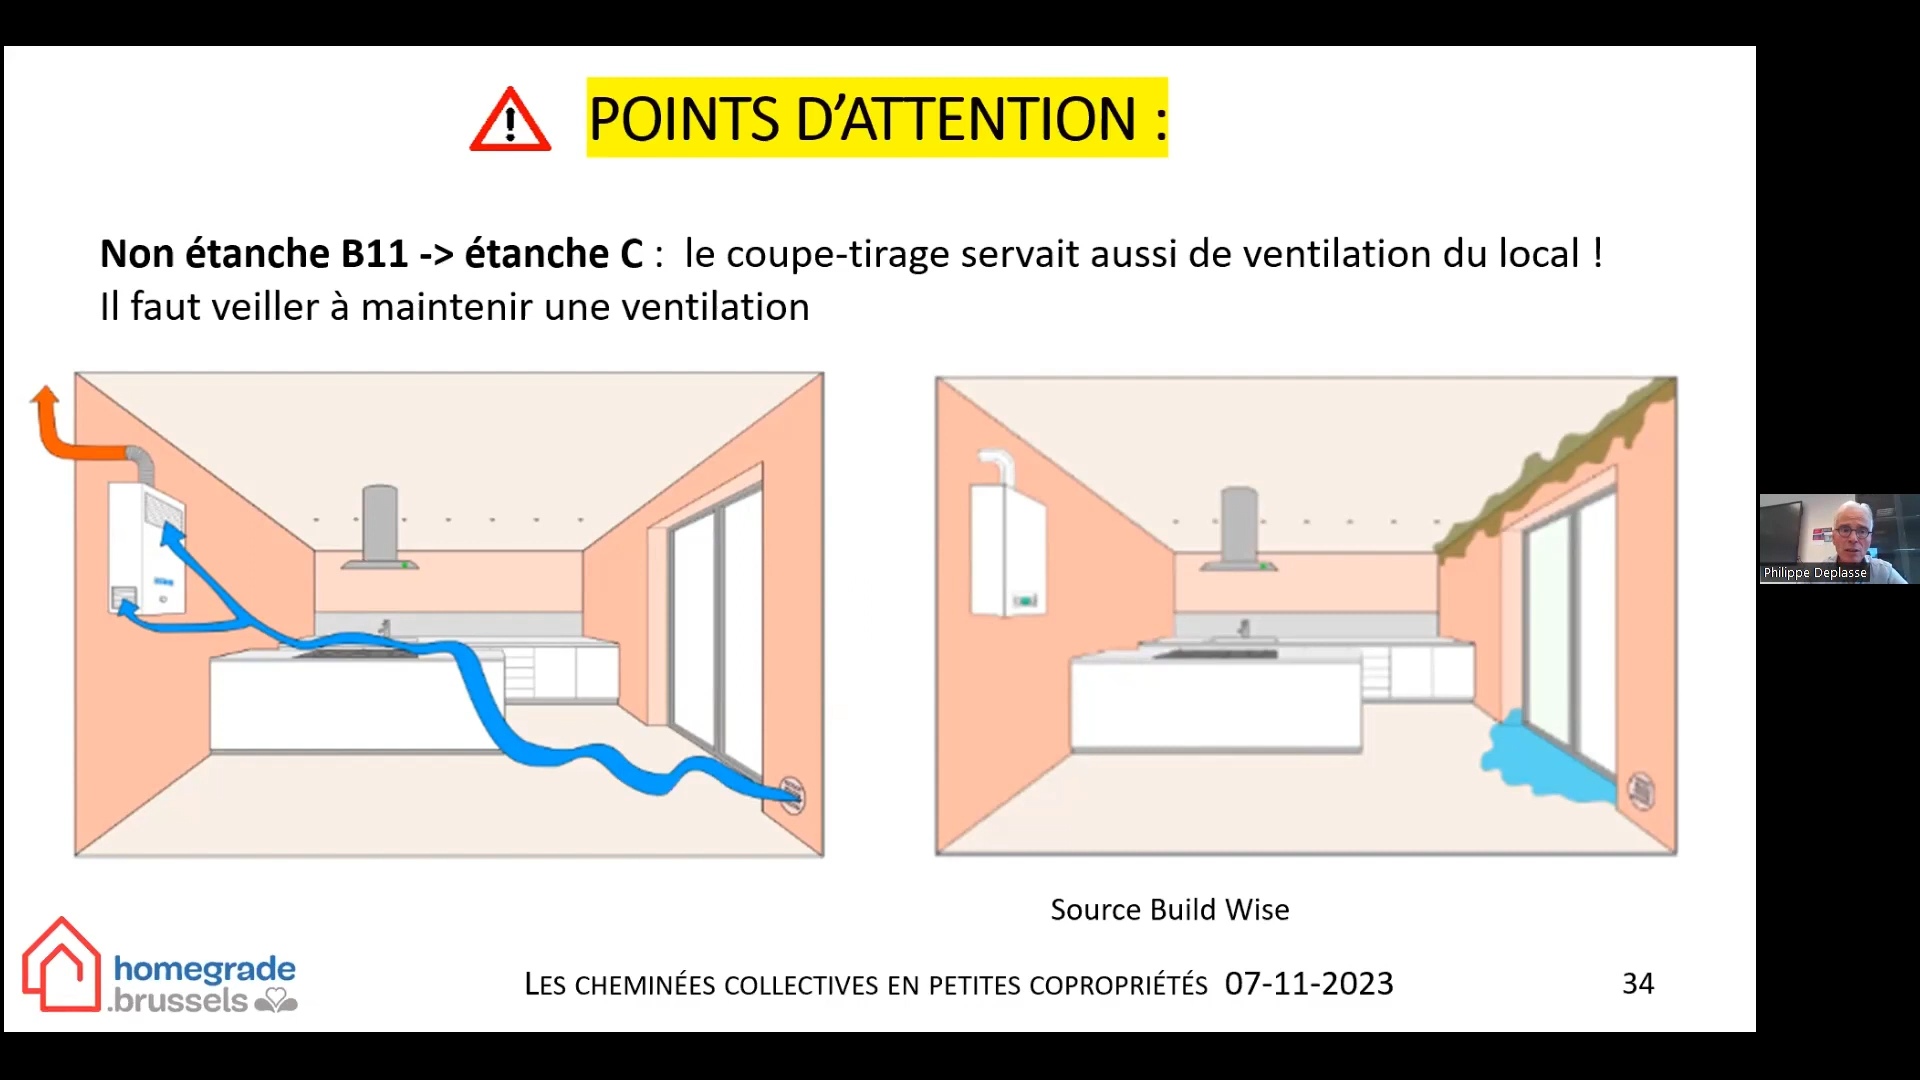 POINTS D’ATTENTION :
Non étanche B11 -> étanche C : le coupe-tirage servait aussi de ventilation du local !
Il faut veiller à maintenir une ventilation
Philippe Deplasse
Source Build Wise
homegrade
.brussels
LES CHEMINÉES COLLECTIVES EN PETITES COPROPRIÉTÉS 07-11-2023
34